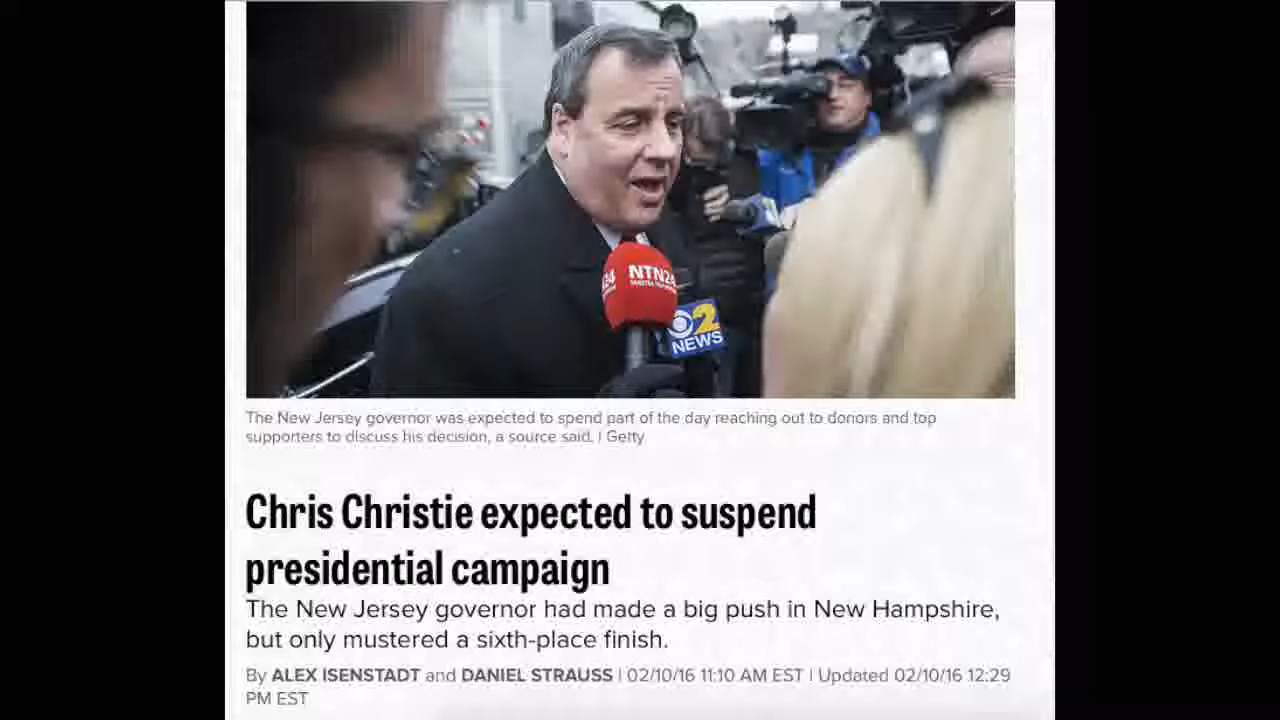 NTN24
2
NEWS
The New Jersey governor was expected to spend part of the day reaching out to donors and top
supporters to discuss his decision, a source said. | Getty
Chris Christie expected to suspend
presidential campaign
The New Jersey governor had made a big push in New Hampshire,
but only mustered a sixth-place finish.
By ALEX ISENSTADT and DANIEL STRAUSS | 02/10/16 11:10 AM EST | Updated 02/10/16 12:29
PM EST